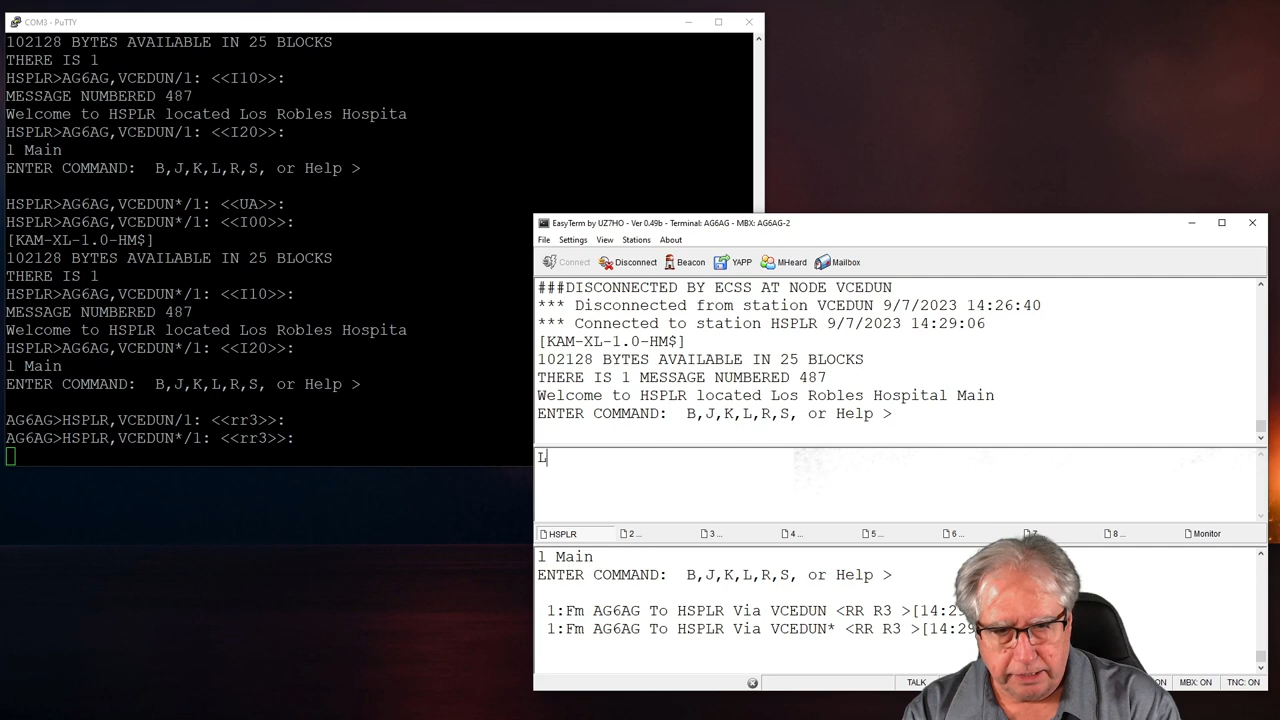 COM3 - PuTTY
102128 BYTES AVAILABLE IN 25 BLOCKS
THERE IS 1
HSPLR>AG6AG,VCEDUN/1: <<I10>>:
MESSAGE NUMBERED 487
Welcome to HSPLR located Los Robles Hospita
HSPLR>AG6AG,VCEDUN/1: <<I20>>:
l Main
ENTER COMMAND:  B,J,K,L,R,S, or Help >
HSPLR>AG6AG,VCEDUN*/1: <<UA>>:
HSPLR>AG6AG,VCEDUN*/1: <<I00>>:
[KAM-XL-1.0-HM$]
102128 BYTES AVAILABLE IN 25 BLOCKS
THERE IS 1
HSPLR>AG6AG,VCEDUN*/1: <<I10>>:
MESSAGE NUMBERED 487
Welcome to HSPLR located Los Robles Hospita
HSPLR>AG6AG,VCEDUN*/1: <<I20>>:
l Main
ENTER COMMAND:  B,J,K,L,R,S, or Help >
AG6AG>HSPLR,VCEDUN/1: <<rr3>>:
AG6AG>HSPLR,VCEDUN*/1: <<rr3>>:
EasyTerm by UZ7HO - Ver 0.49b - Terminal: AG6AG - MBX: AG6AG-2
File Settings View Stations About
Connect Disconnect Beacon YAPP MHeard Mailbox
###DISCONNECTED BY ECSS AT NODE VCEDUN
*** Disconnected from station VCEDUN 9/7/2023 14:26:40
*** Connected to station HSPLR 9/7/2023 14:29:06
[KAM-XL-1.0-HM$]
102128 BYTES AVAILABLE IN 25 BLOCKS
THERE IS 1 MESSAGE NUMBERED 487
Welcome to HSPLR located Los Robles Hospital Main
ENTER COMMAND:  B,J,K,L,R,S, or Help >
L
HSPLR 2 ... 3 ... 4 ... 5 ... 6 ... 7 8 ... Monitor
l Main
ENTER COMMAND:  B,J,K,L,R,S, or Help >
1:Fm AG6AG To HSPLR Via VCEDUN <RR R3 >[14:29
1:Fm AG6AG To HSPLR Via VCEDUN* <RR R3 >[14:29
TALK ON MBX: ON TNC: ON